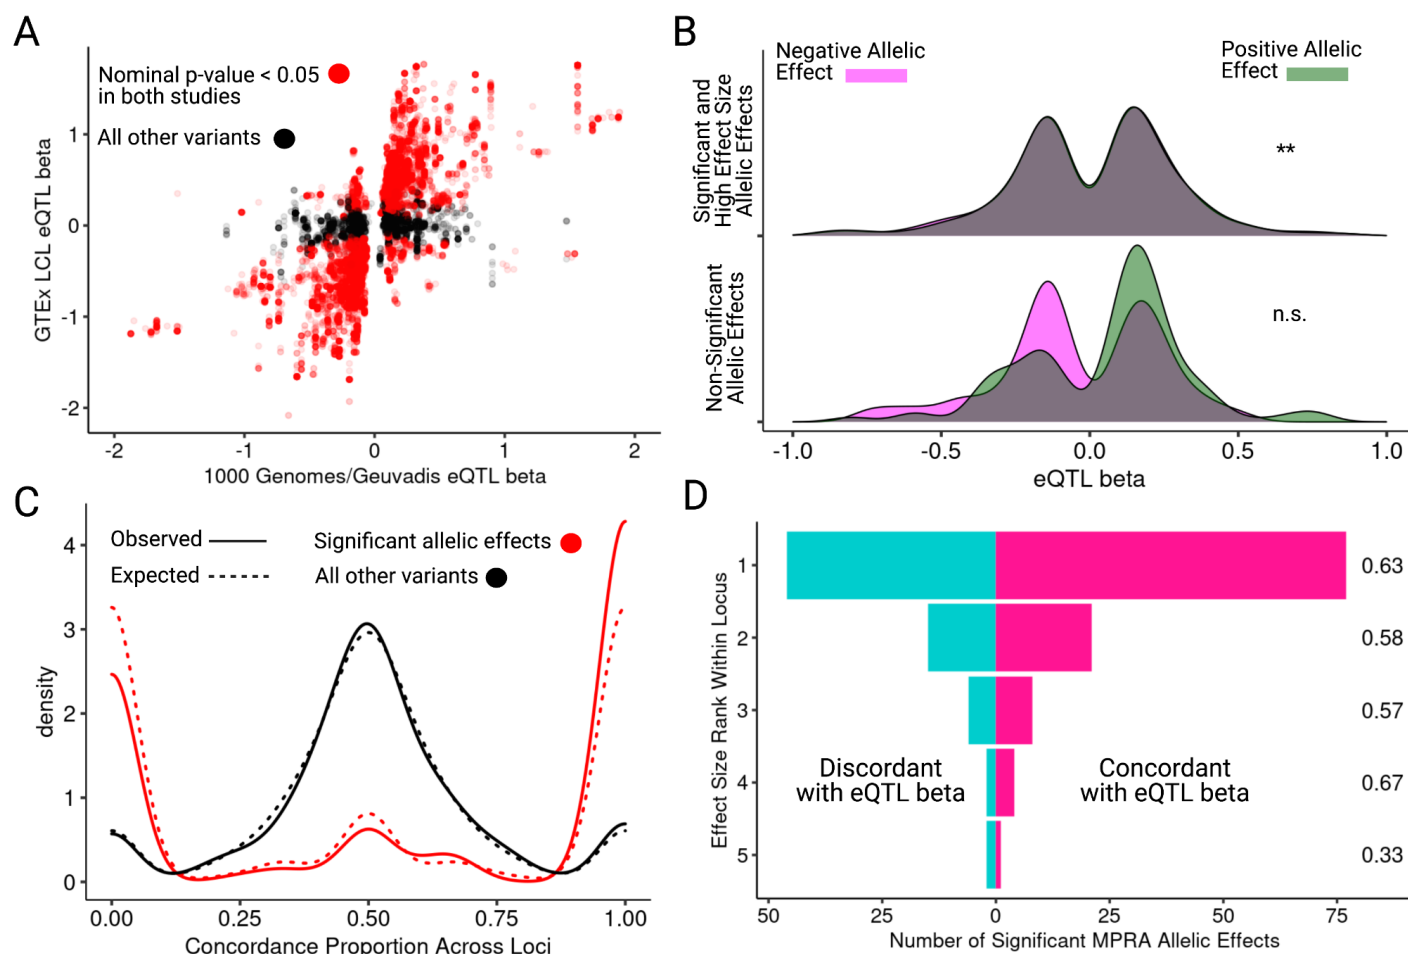 A
Nominal p-value < 0.05
in both studies
All other variants
GTEx LCL eQTL beta
1
0
-1
-2
-2
-1
0
1
2
1000 Genomes/Geuvadis eQTL beta
B
Negative Allelic
Effect
Positive Allelic
Effect
Significant and
High Effect Size
Allelic Effects
**
Non-Significant
Allelic Effects
n.s.
-1.0
-0.5
0.0
0.5
1.0
eQTL beta
C
Observed
Expected
Significant allelic effects
All other variants
density
4
3
2
1
0
0.00
0.25
0.50
0.75
1.00
Concordance Proportion Across Loci
D
Effect Size Rank Within Locus
1
2
3
4
5
0.63
0.58
0.57
0.67
0.33
Discordant
with eQTL beta
Concordant
with eQTL beta
50
25
0
25
50
75
Number of Significant MPRA Allelic Effects